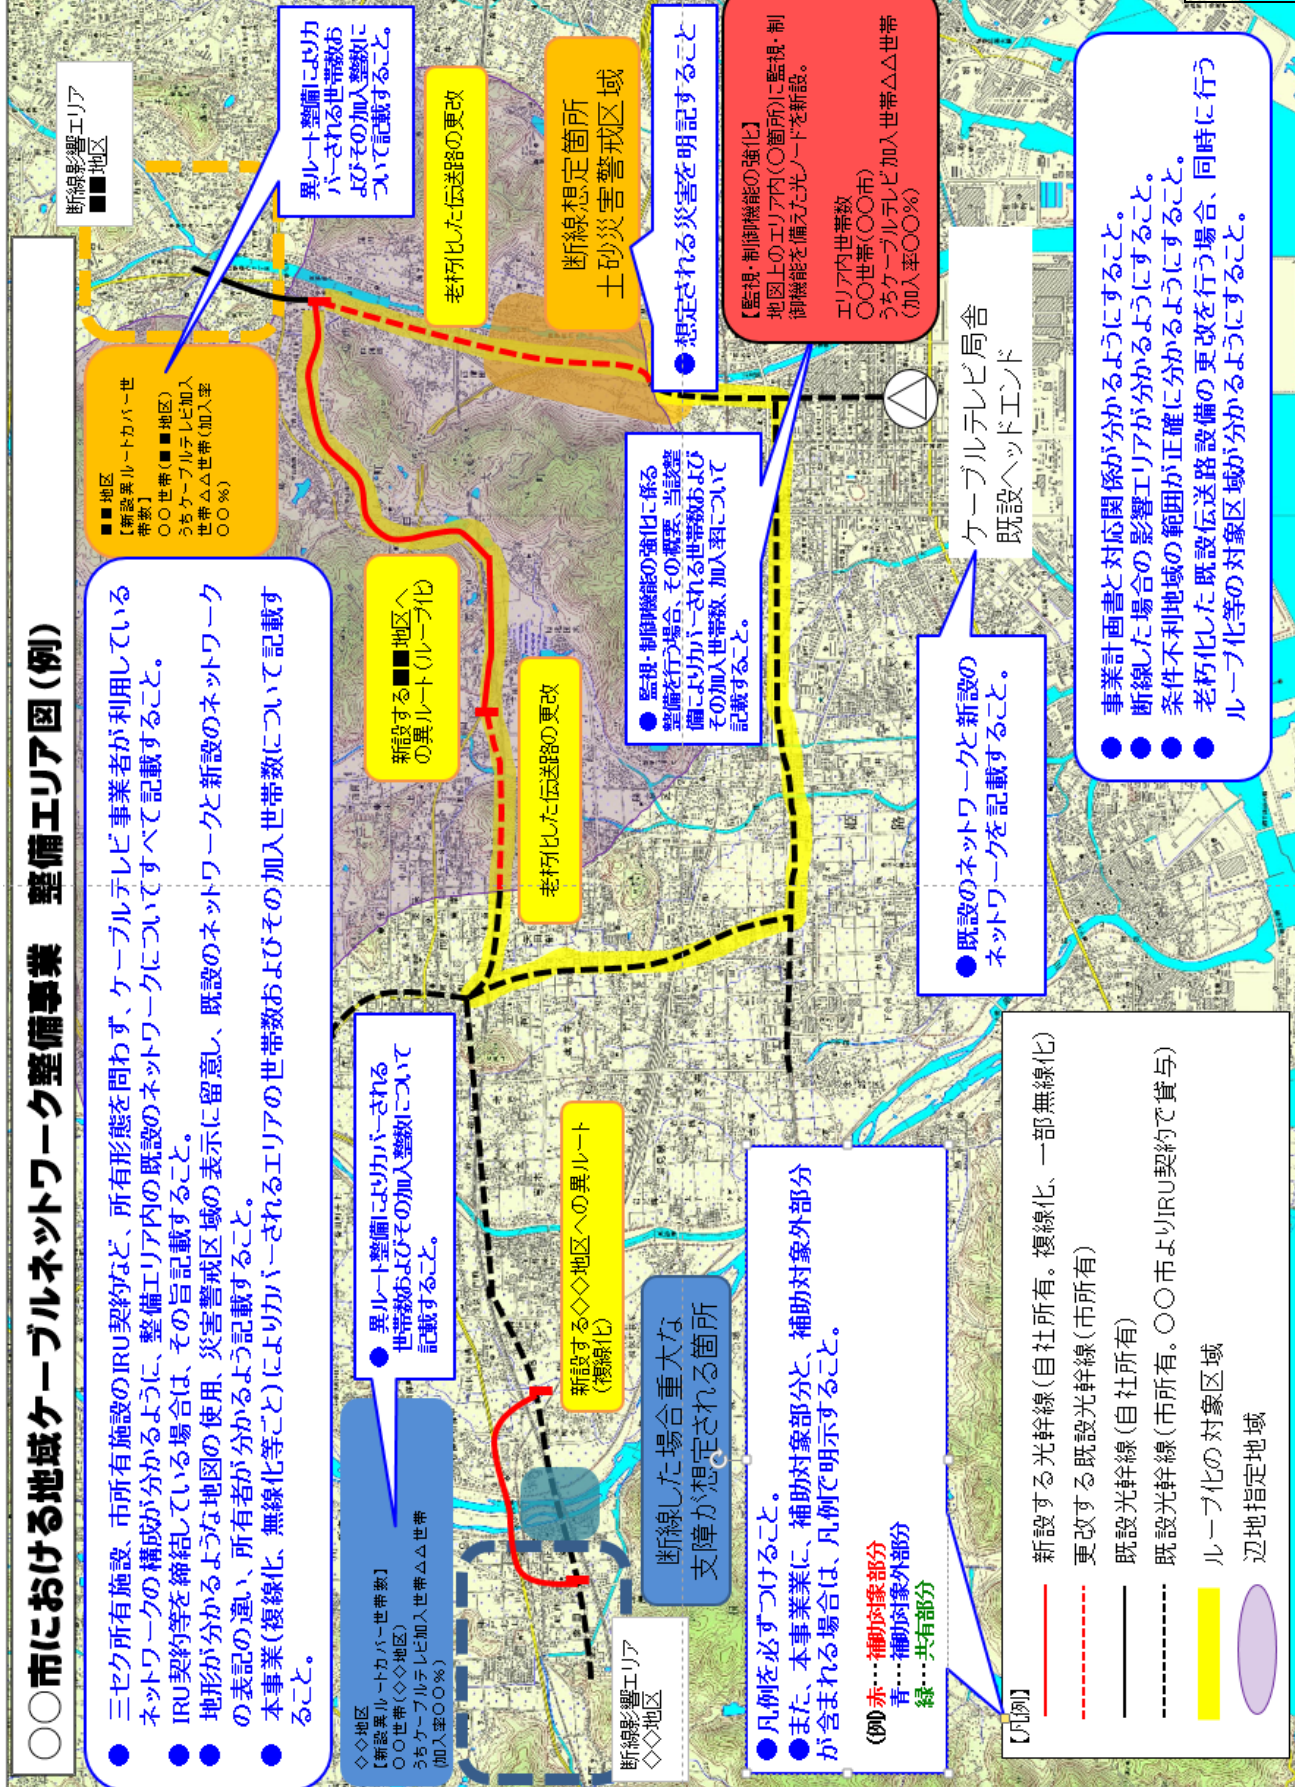 ○○市における地域ケーブルネットワーク整備事業　整備エリア図（例）
● 三セク所有施設、市所有施設のIRU契約など、所有形態を問わず、ケーブルテレビ事業者が利用している
ネットワークの構成が分かるように、整備エリア内の既設のネットワークについてすべて記載すること。
● IRU契約等を締結している場合は、その旨記載すること。
● 地形が分かるような地図の使用、災害警戒区域の表示に留意し、既設のネットワークと新設のネットワーク
の表記の違い、所有者が分かるよう記載すること。
● 本事業（複線化、無線化等ごと）によりカバーされるエリアの世帯数およびその加入世帯数について記載す
ること。
■■地区
【新設異ルートカバー世
帯数】
○○世帯（■■地区）
うちケーブルテレビ加入
世帯△△世帯（加入率
○○％）
断線影響エリア
■■地区
異ルート整備によりカ
バーされる世帯数お
よびその加入整数に
ついて記載すること。
老朽化した伝送路の更改
断線想定箇所
土砂災害警戒区域
● 想定される災害を明記すること
【監視・制御機能の強化】
地図上のエリア内（○箇所）に監視・制
御機能を備えた光ノードを新設。
エリア内世帯数
○○世帯（○○市）
うちケーブルテレビ加入世帯△△世帯
（加入率○○％）
新設する■■地区へ
の異ルート（ループ化）
老朽化した伝送路の更改
● 監視・制御機能の強化に係る
整備を行う場合、その概要、当該整
備によりカバーされる世帯数および
その加入世帯数、加入率について
記載すること。
ケーブルテレビ局舎
既設ヘッドエンド
●既設のネットワークと新設の
ネットワークを記載すること。
● 事業計画書と対応関係が分かるようにすること。
● 断線した場合の影響エリアが分かるようにすること。
● 条件不利地域の範囲が正確に分かるようにすること。
● 老朽化した既設伝送路設備の更改を行う場合、同時に行う
ループ化等の対象区域が分かるようにすること。
姫
路
◇◇地区
【新設異ルートカバー世帯数】
○○世帯（◇◇地区）
うちケーブルテレビ加入世帯△△世帯
（加入率○○％）
● 異ルート整備によりカバーされる
世帯数およびその加入整数について
記載すること。
新設する◇◇地区への異ルート
（複線化）
断線した場合重大な
支障が想定される箇所
断線影響エリア
◇◇地区
●凡例を必ずつけること。
●また、本事業業に、補助対象部分と、補助対象外部分
が含まれる場合は、凡例で明示すること。
（例）赤・・・補助対象部分
青・・・補助対象外部分
緑・・・共有部分
【凡例】
新設する光幹線（自社所有。複線化、一部無線化）
更改する既設光幹線（市所有）
既設光幹線（自社所有）
既設光幹線（市所有。○○市よりIRU契約で貸与）
ループ化の対象区域
辺地指定地域